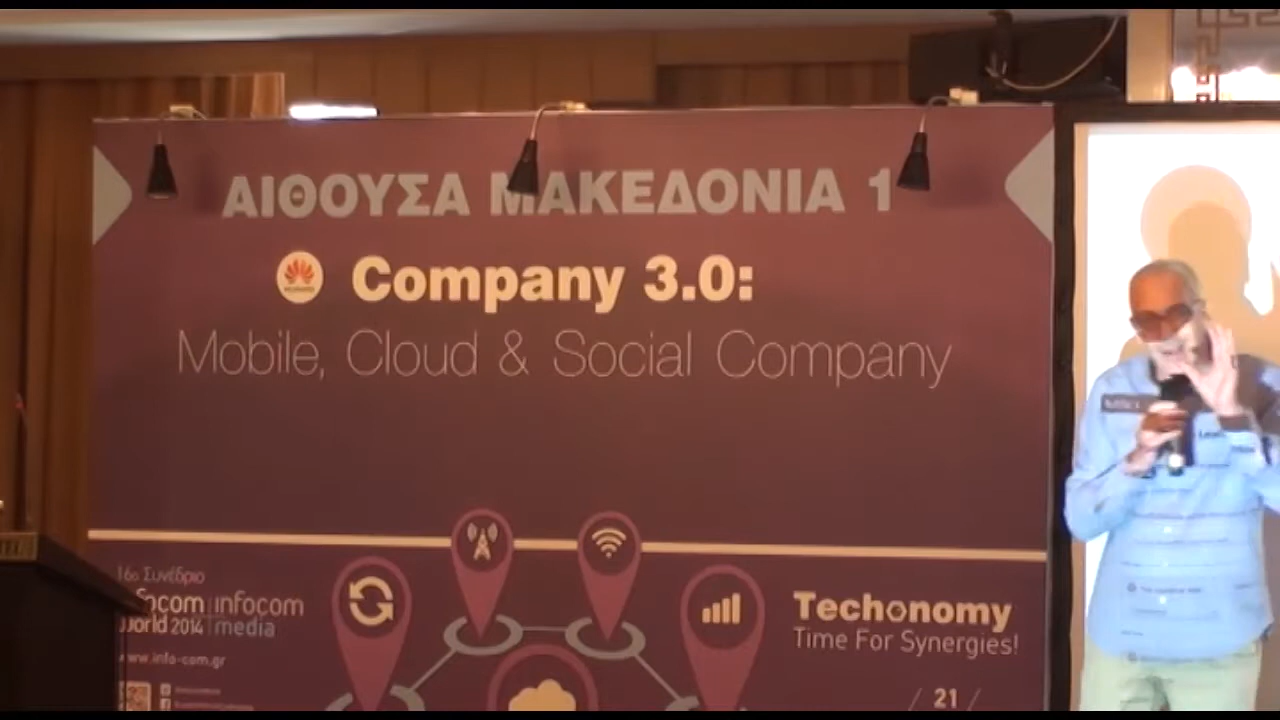 ΑΙΘΟΥΣΑ ΜΑΚΕΔΟΝΙΑ 1
HUAWEI
Company 3.0:
Mobile, Cloud & Social Company
16ο Συνέδριο
infocom
media
world 2014
www.info-com.gr
Techonomy
Time For Synergies!
/ 21 /